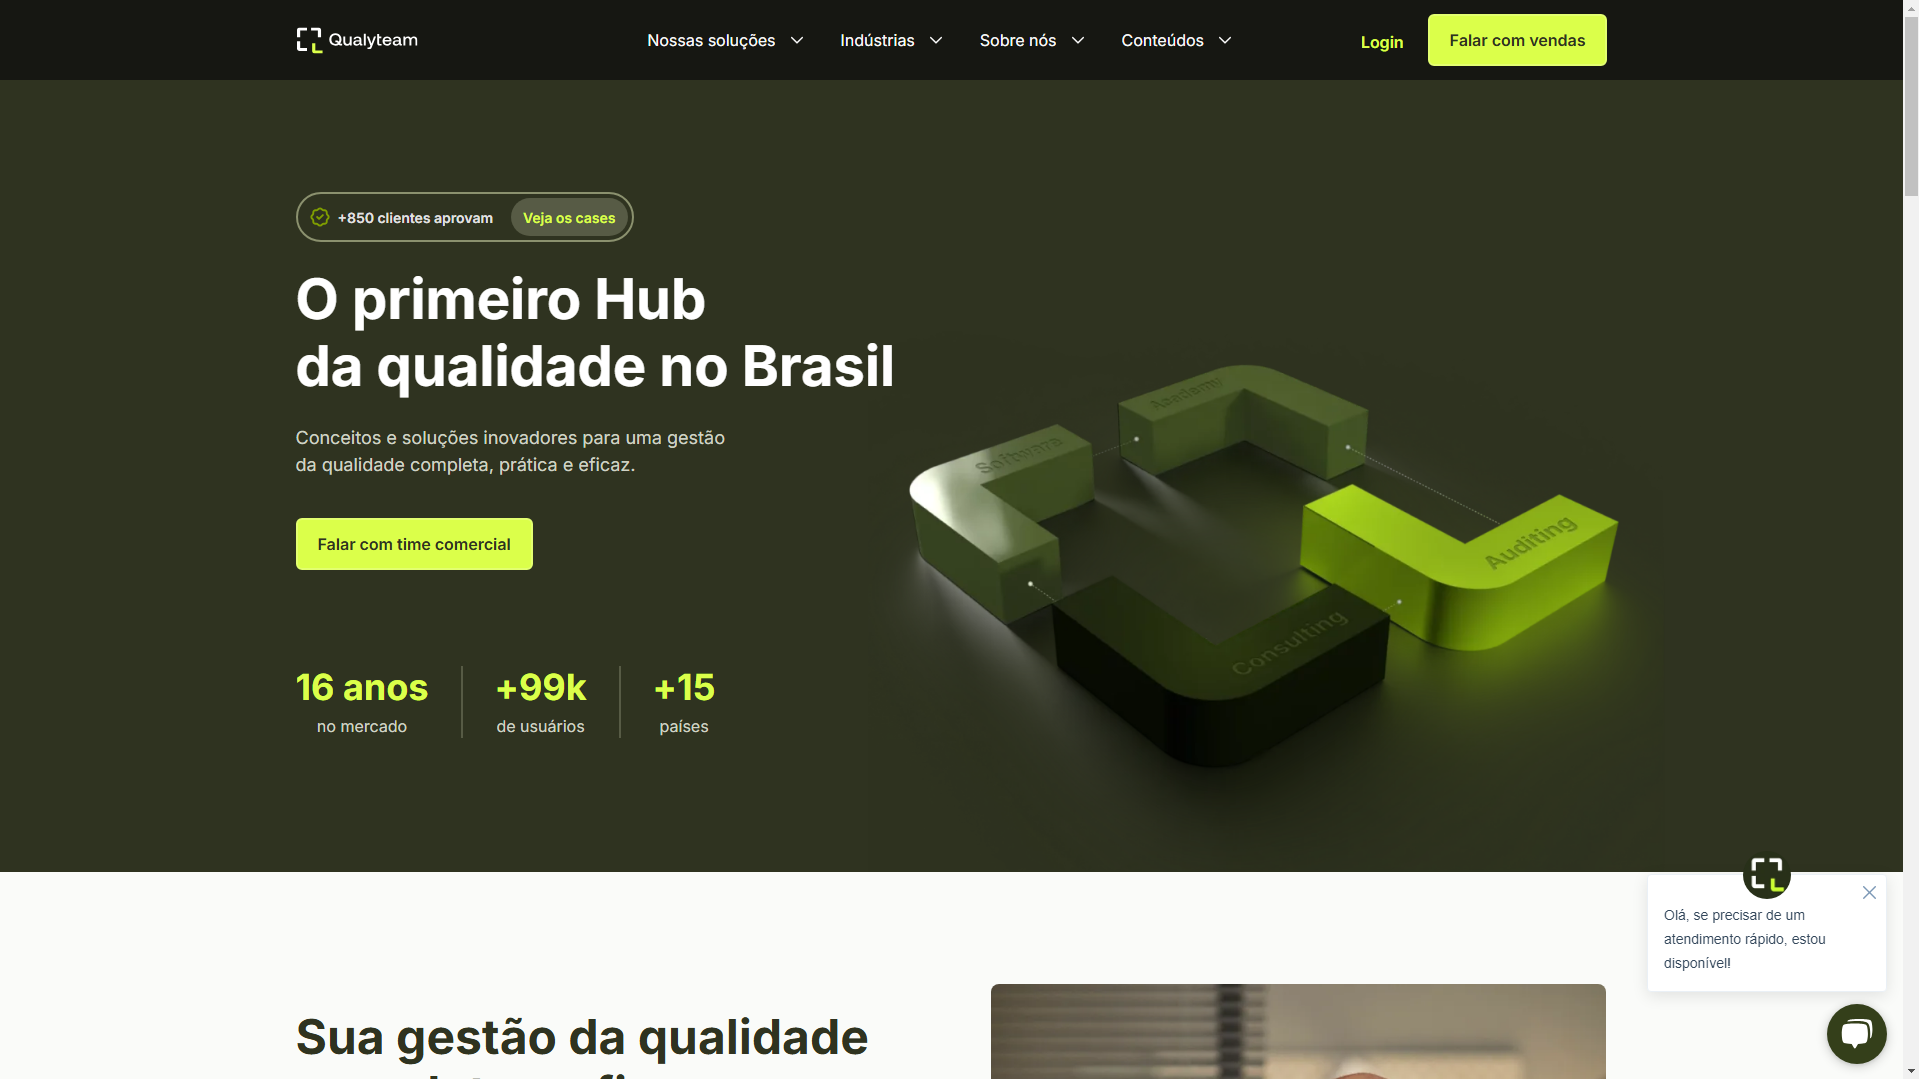 Qualyteam
Nossas soluções
Indústrias
Sobre nós
Conteúdos
Login
Falar com vendas
+850 clientes aprovam
Veja os cases
O primeiro Hub
da qualidade no Brasil
Conceitos e soluções inovadores para uma gestão
da qualidade completa, prática e eficaz.
Falar com time comercial
16 anos
no mercado
+99k
de usuários
+15
países
Academy
Software
Auditing
Consulting
Olá, se precisar de um
atendimento rápido, estou
disponível!
Sua gestão da qualidade